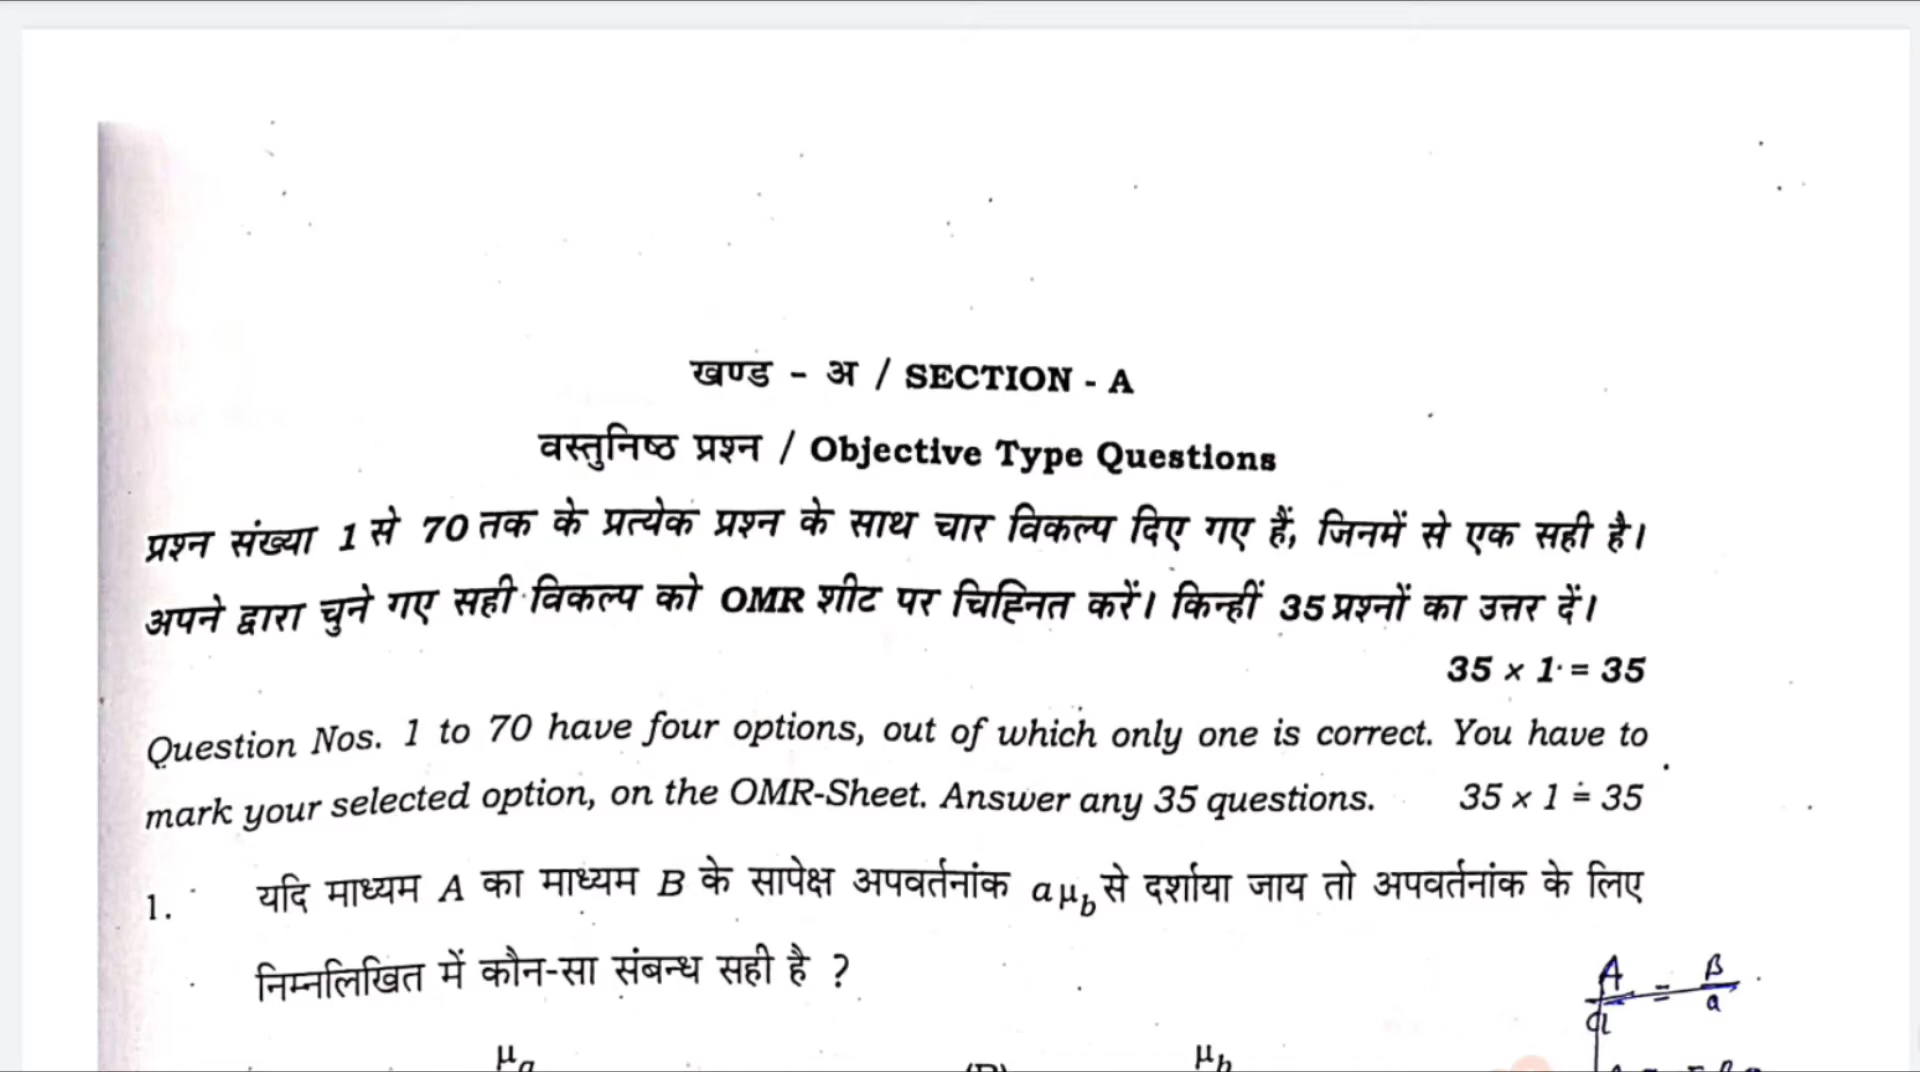 खण्ड - अ / SECTION - A
वस्तुनिष्ठ प्रश्न / Objective Type Questions
प्रश्न संख्या 1 से 70 तक के प्रत्येक प्रश्न के साथ चार विकल्प दिए गए हैं, जिनमें से एक सही है।
अपने द्वारा चुने गए सही विकल्प को OMR शीट पर चिह्नित करें। किन्हीं 35 प्रश्नों का उत्तर दें।
35 × 1 = 35
Question Nos. 1 to 70 have four options, out of which only one is correct. You have to
mark your selected option, on the OMR-Sheet. Answer any 35 questions. 35 × 1 = 35
1. यदि माध्यम A का माध्यम B के सापेक्ष अपवर्तनांक aμb से दर्शाया जाय तो अपवर्तनांक के लिए
निम्नलिखित में कौन-सा संबन्ध सही है ?
A/a = B/a
μa (B) μb